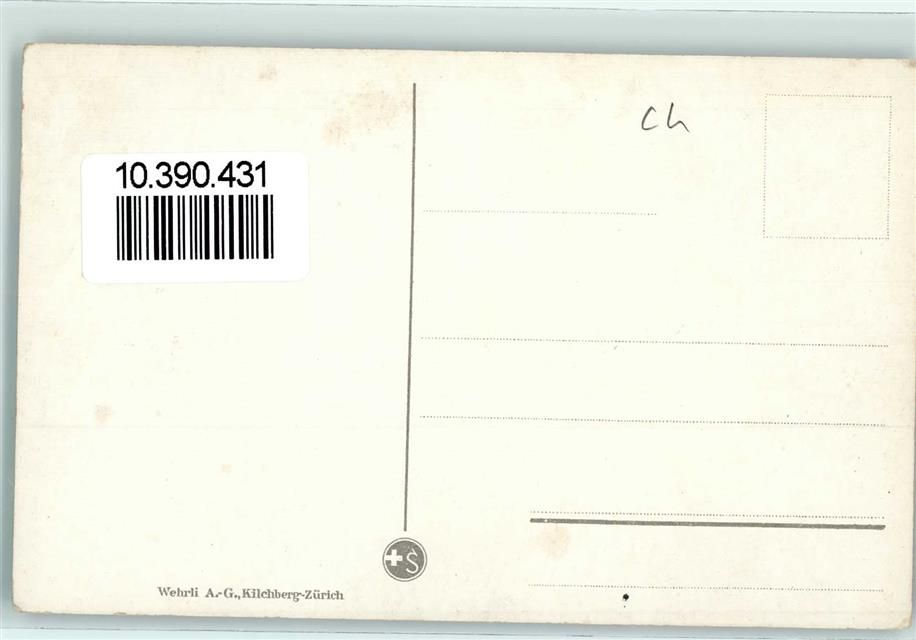 10.390.431
Ch
S
Wehrli A.-G., Kilchberg-Zürich